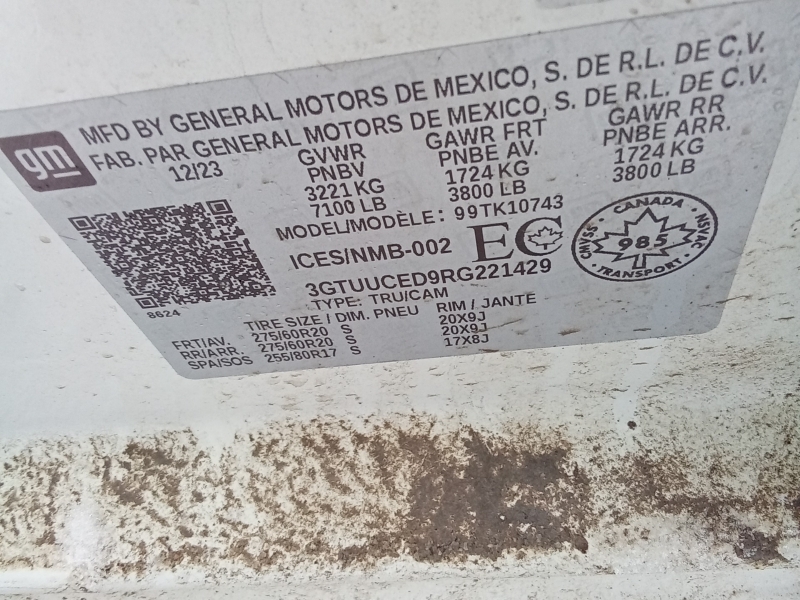 gm
MFD BY GENERAL MOTORS DE MEXICO, S. DE R.L. DE C.V.
FAB. PAR GENERAL MOTORS DE MEXICO, S. DE R.L. DE C.V.
12/23 GVWR GAWR FRT GAWR RR
PNBV PNBE AV. PNBE ARR.
3221 KG 1724 KG 1724 KG
7100 LB 3800 LB 3800 LB
MODEL/MODÈLE: 99TK10743
ICES/NMB-002 EC
CANADA
NSVAC
985
CNVSS
TRANSPORT
3GTUUCED9RG221429
TYPE: TRU/CAM
8624
TIRE SIZE / DIM. PNEU RIM / JANTE
FRT/AV. 275/60R20 S 20X9J
RR/ARR. 275/60R20 S 20X9J
SPA/SOS 255/80R17 S 17X8J